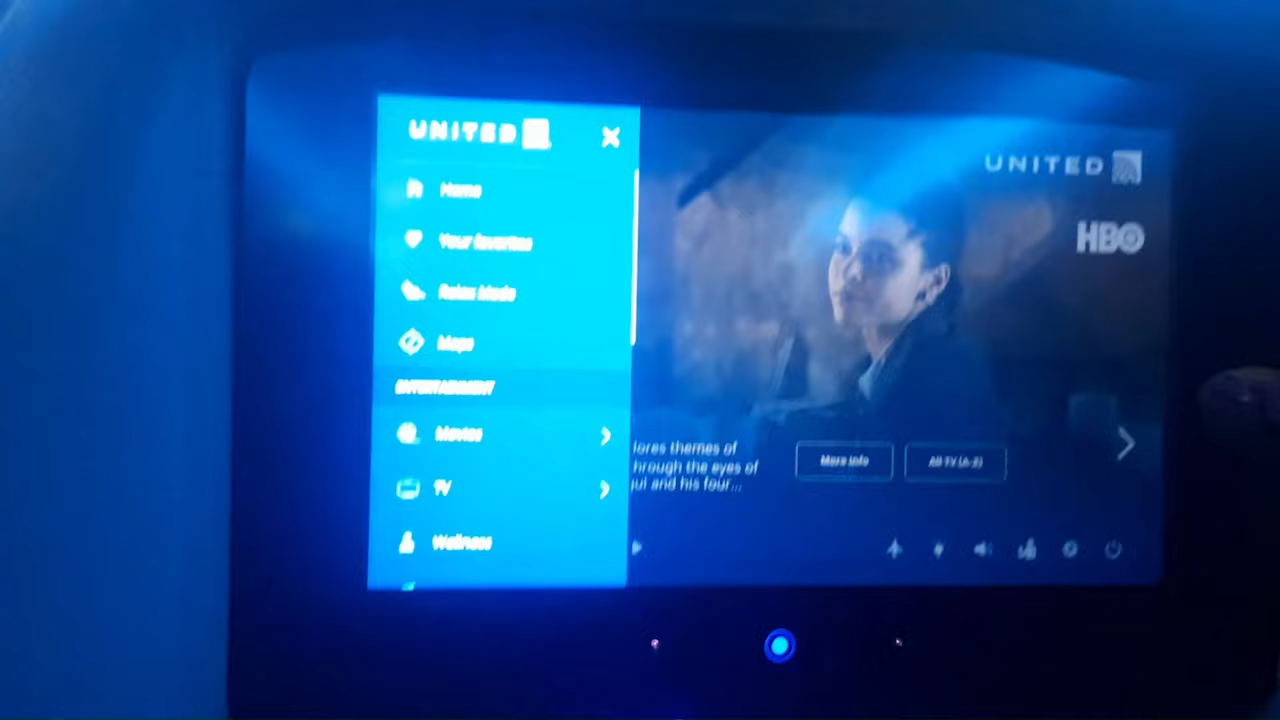 UNITED
Home
Your favorites
Relax Mode
Maps
ENTERTAINMENT
Movies
TV
Wellness
UNITED
HBO
lores themes of
hrough the eyes of
and his four...
More info
All TV (A-Z)